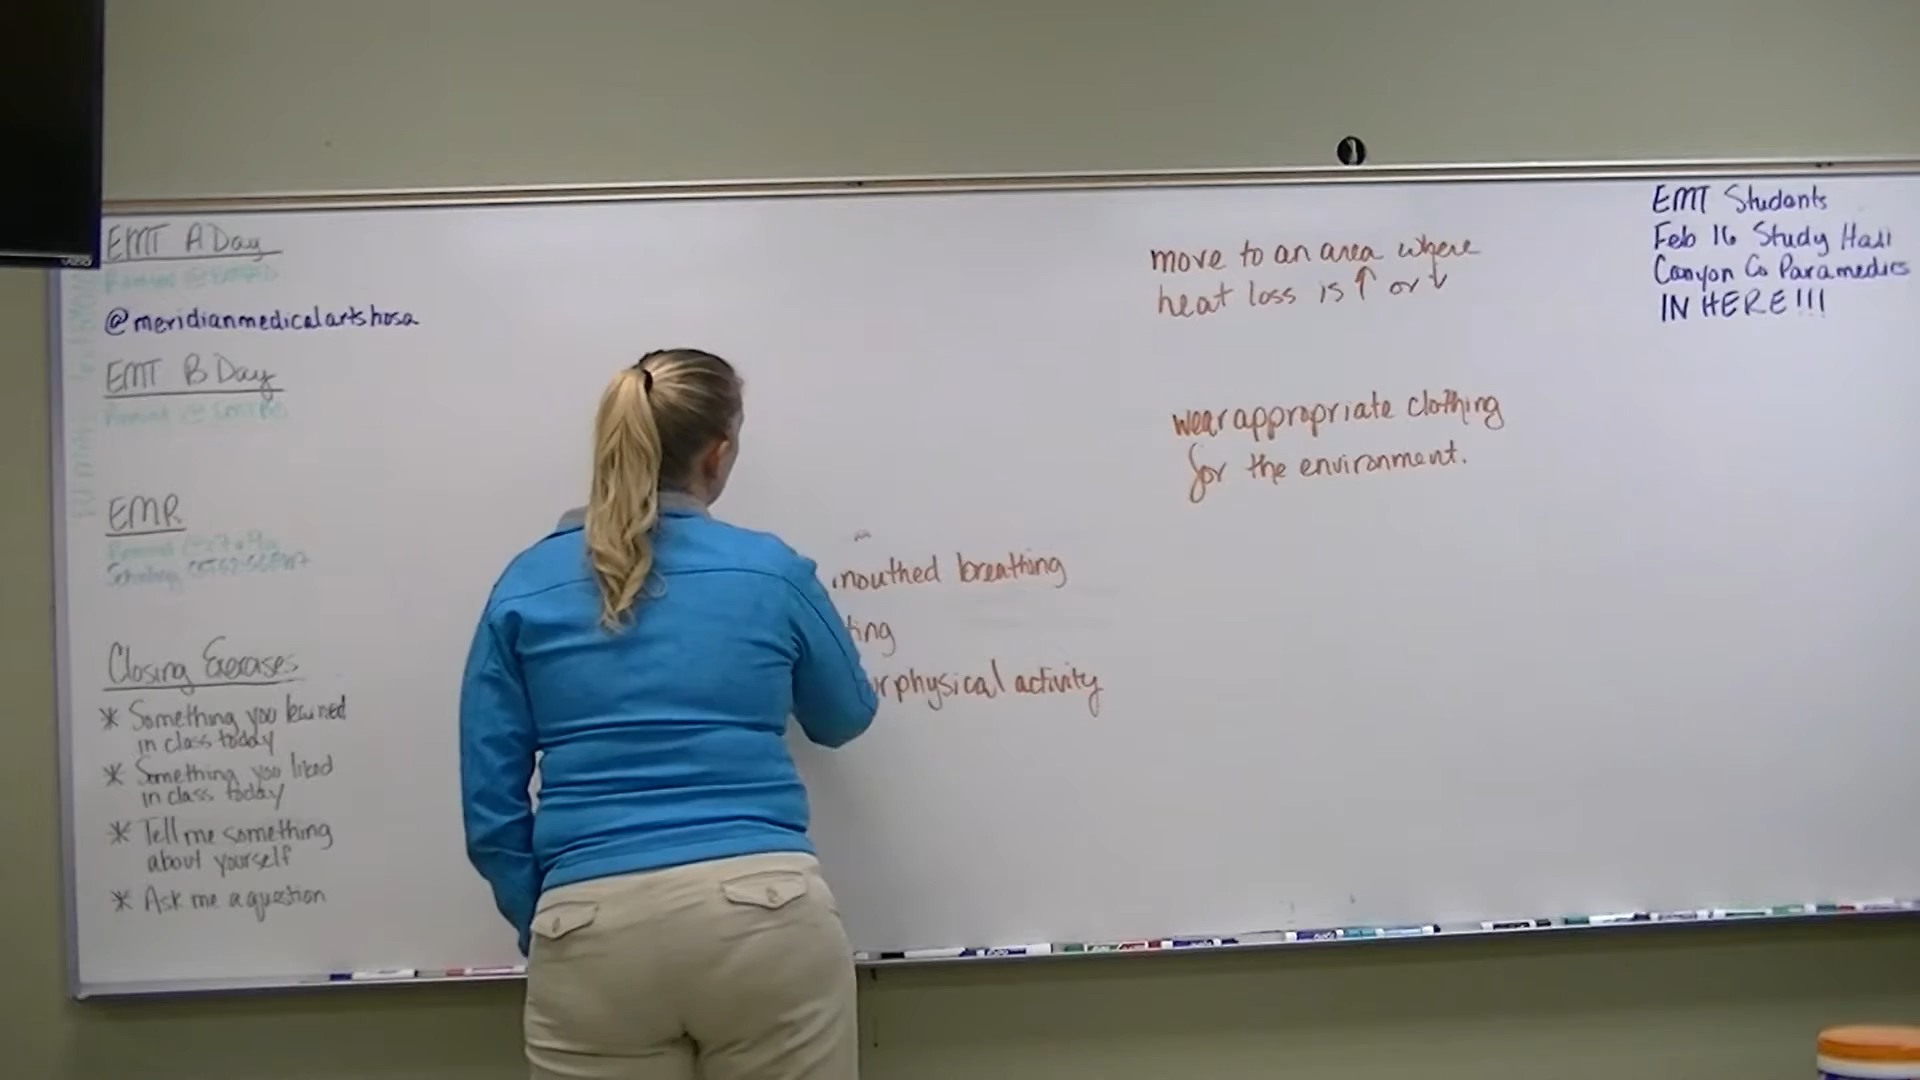 EMT A Day
@meridianmedicalartshosa
EMT B Day
EMR
Closing Exercises
* Something you learned
in class today
* Something you liked
in class today
* Tell me something
about yourself
* Ask me a question
mouthed breathing
physical activity
move to an area where
heat loss is ↑ or ↓
wear appropriate clothing
for the environment.
EMT Students
Feb 16 Study Hall
Canyon Co Paramedics
IN HERE!!!